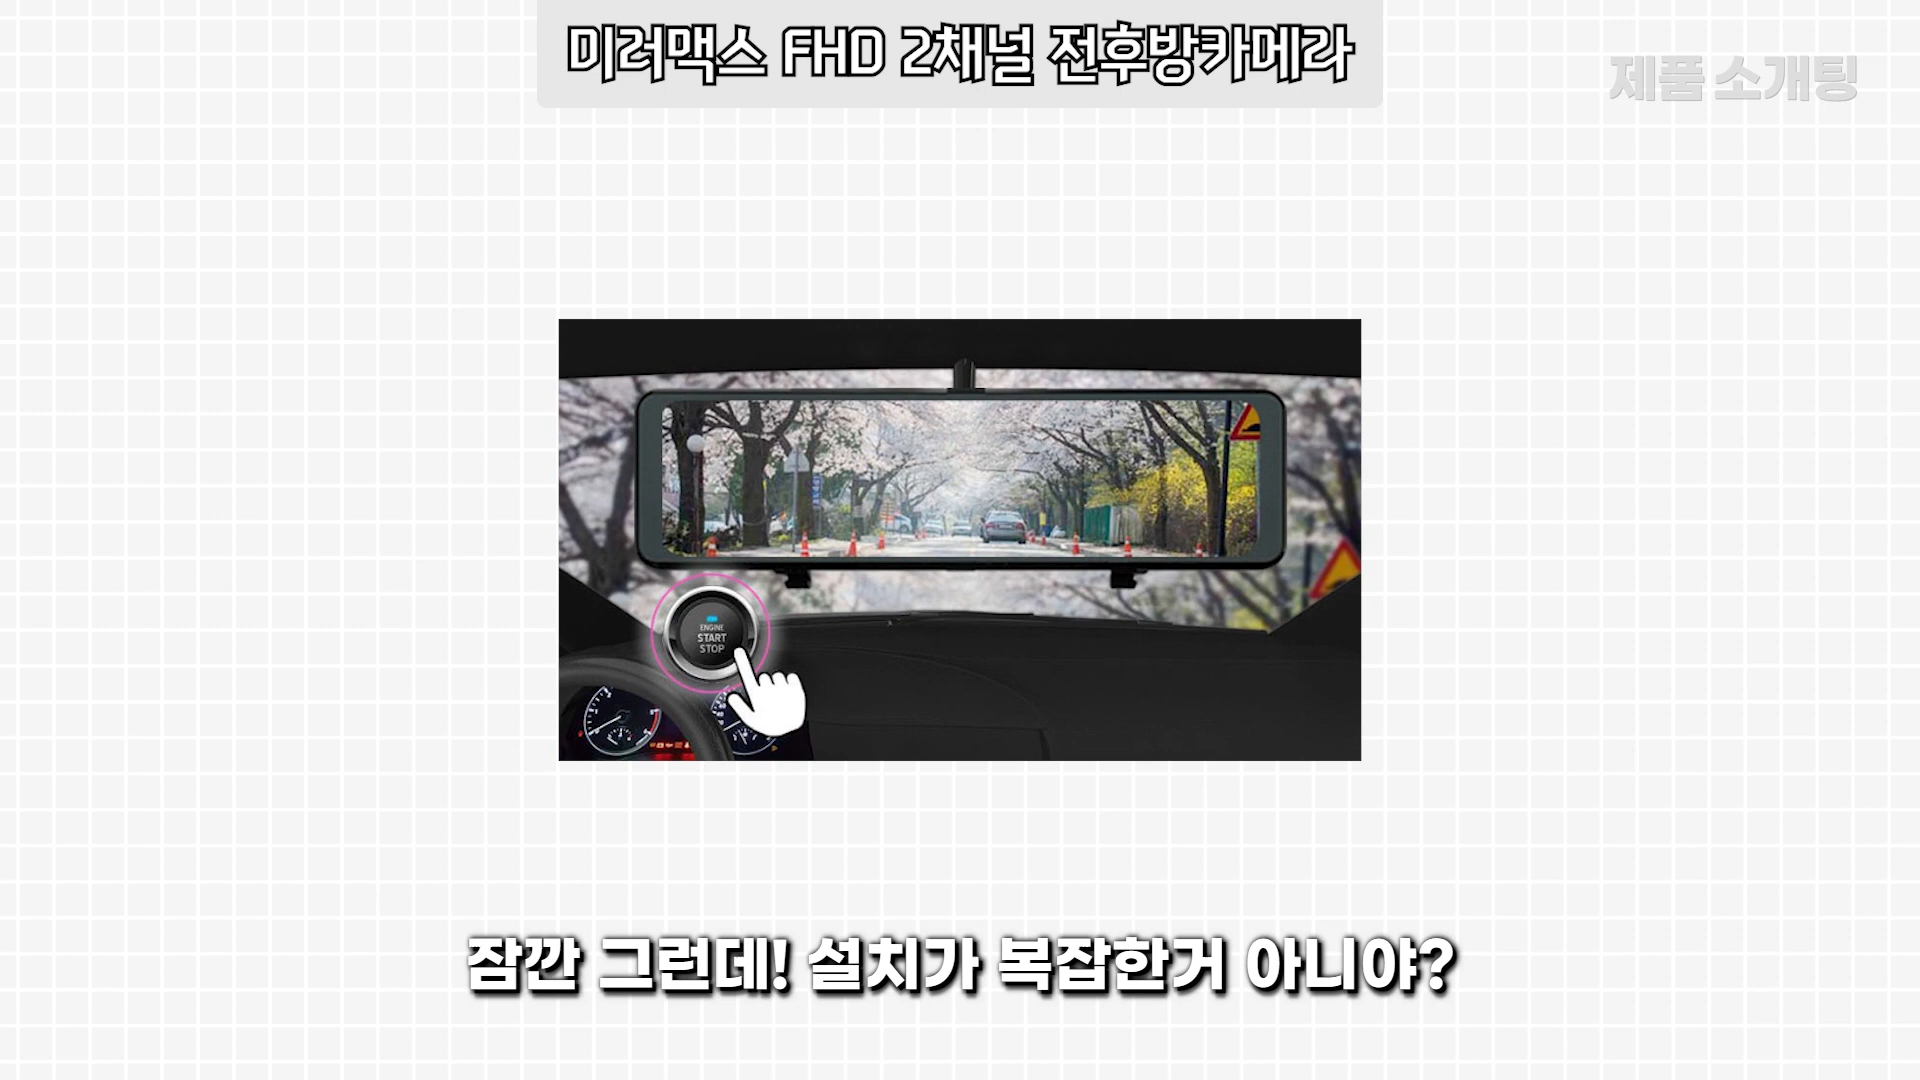 미러맥스 FHD 2채널 전후방카메라
제품 소개팅
ENGINE
START
STOP
잠깐 그런데! 설치가 복잡한거 아니야?